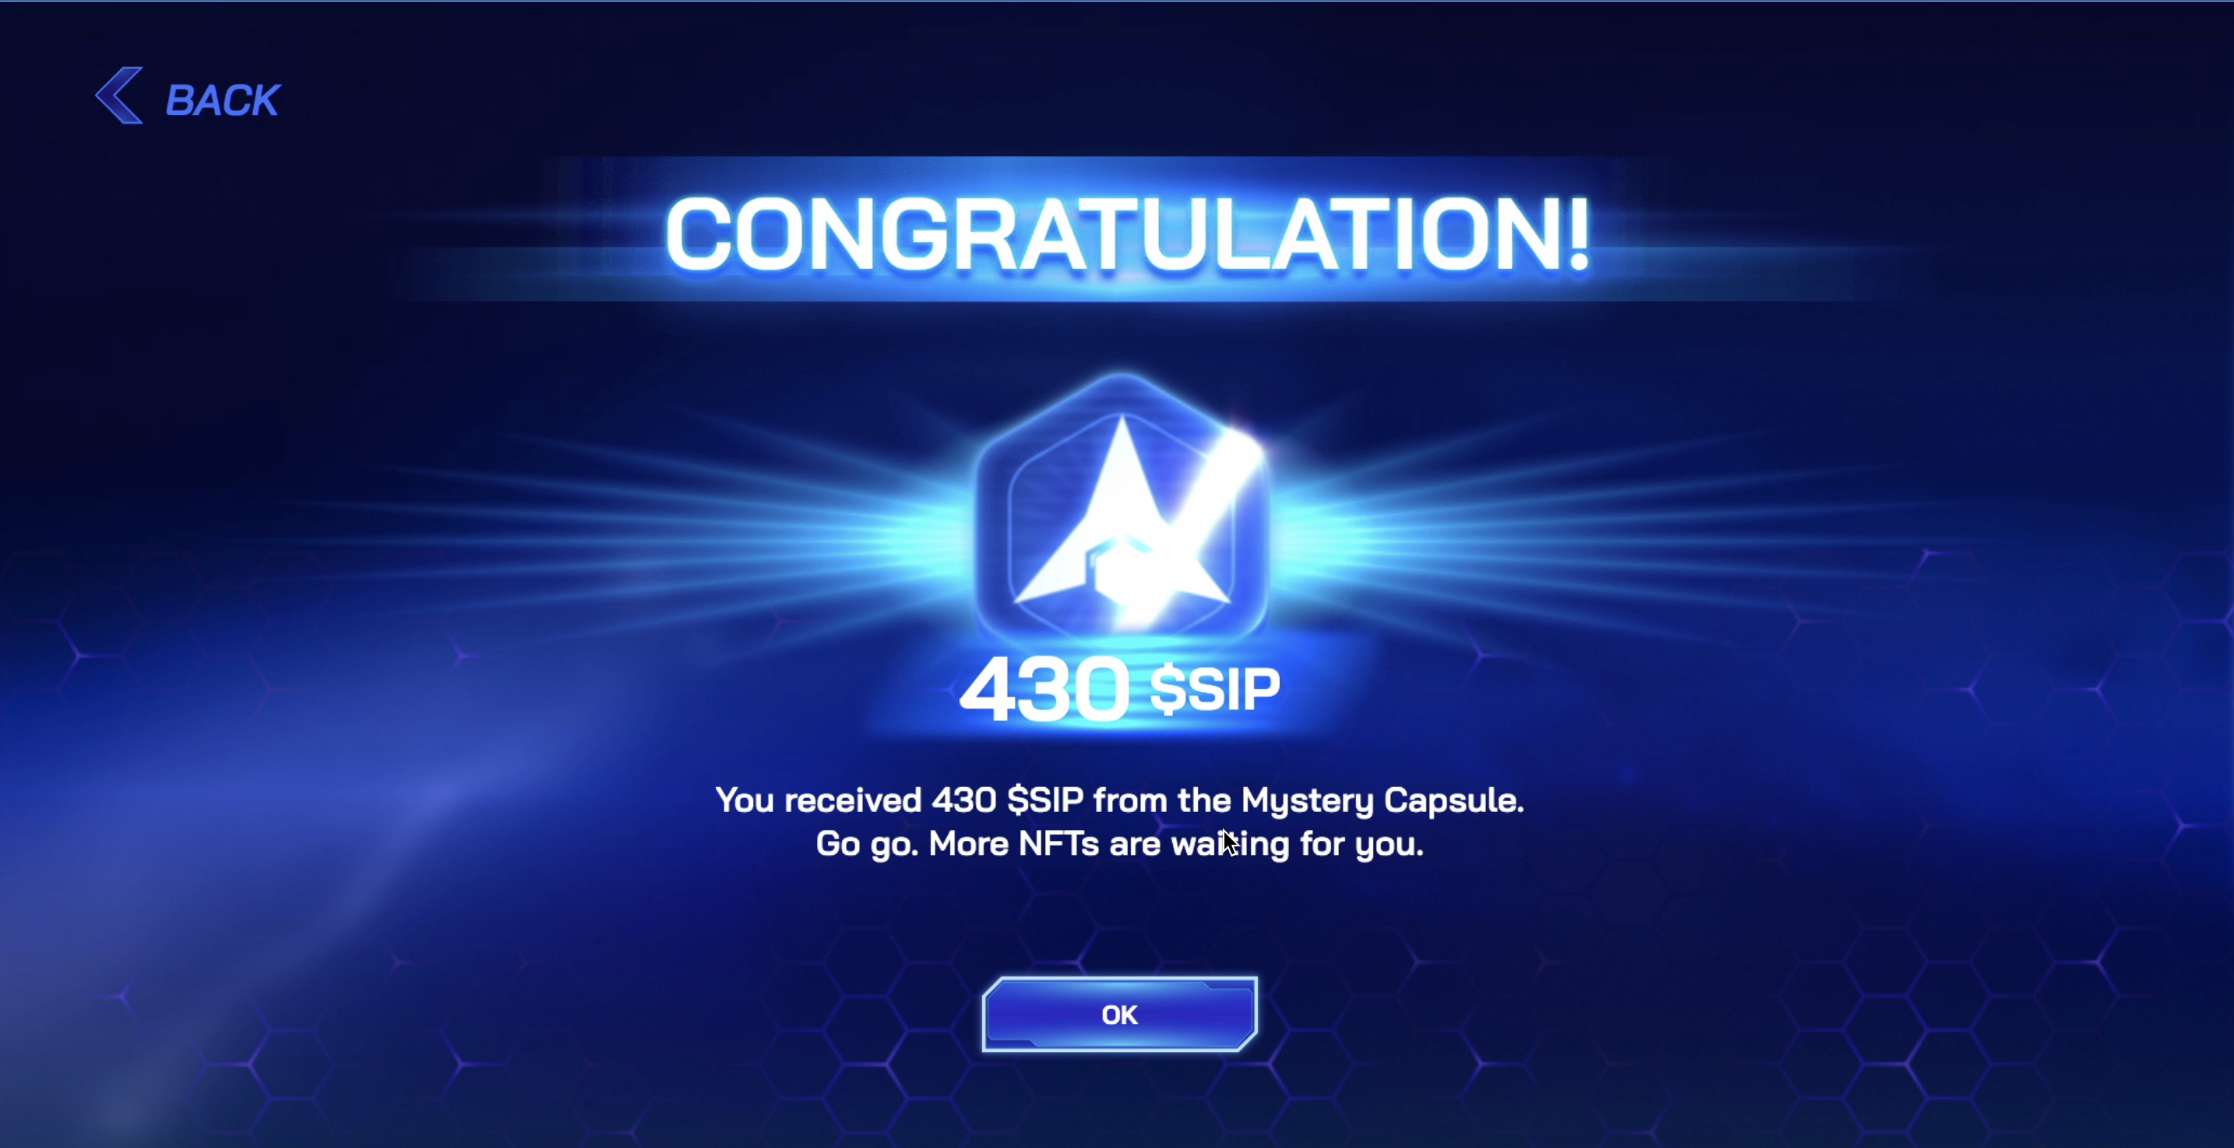 BACK
CONGRATULATION!
430 $SIP
You received 430 $SIP from the Mystery Capsule.
Go go. More NFTs are waiting for you.
OK